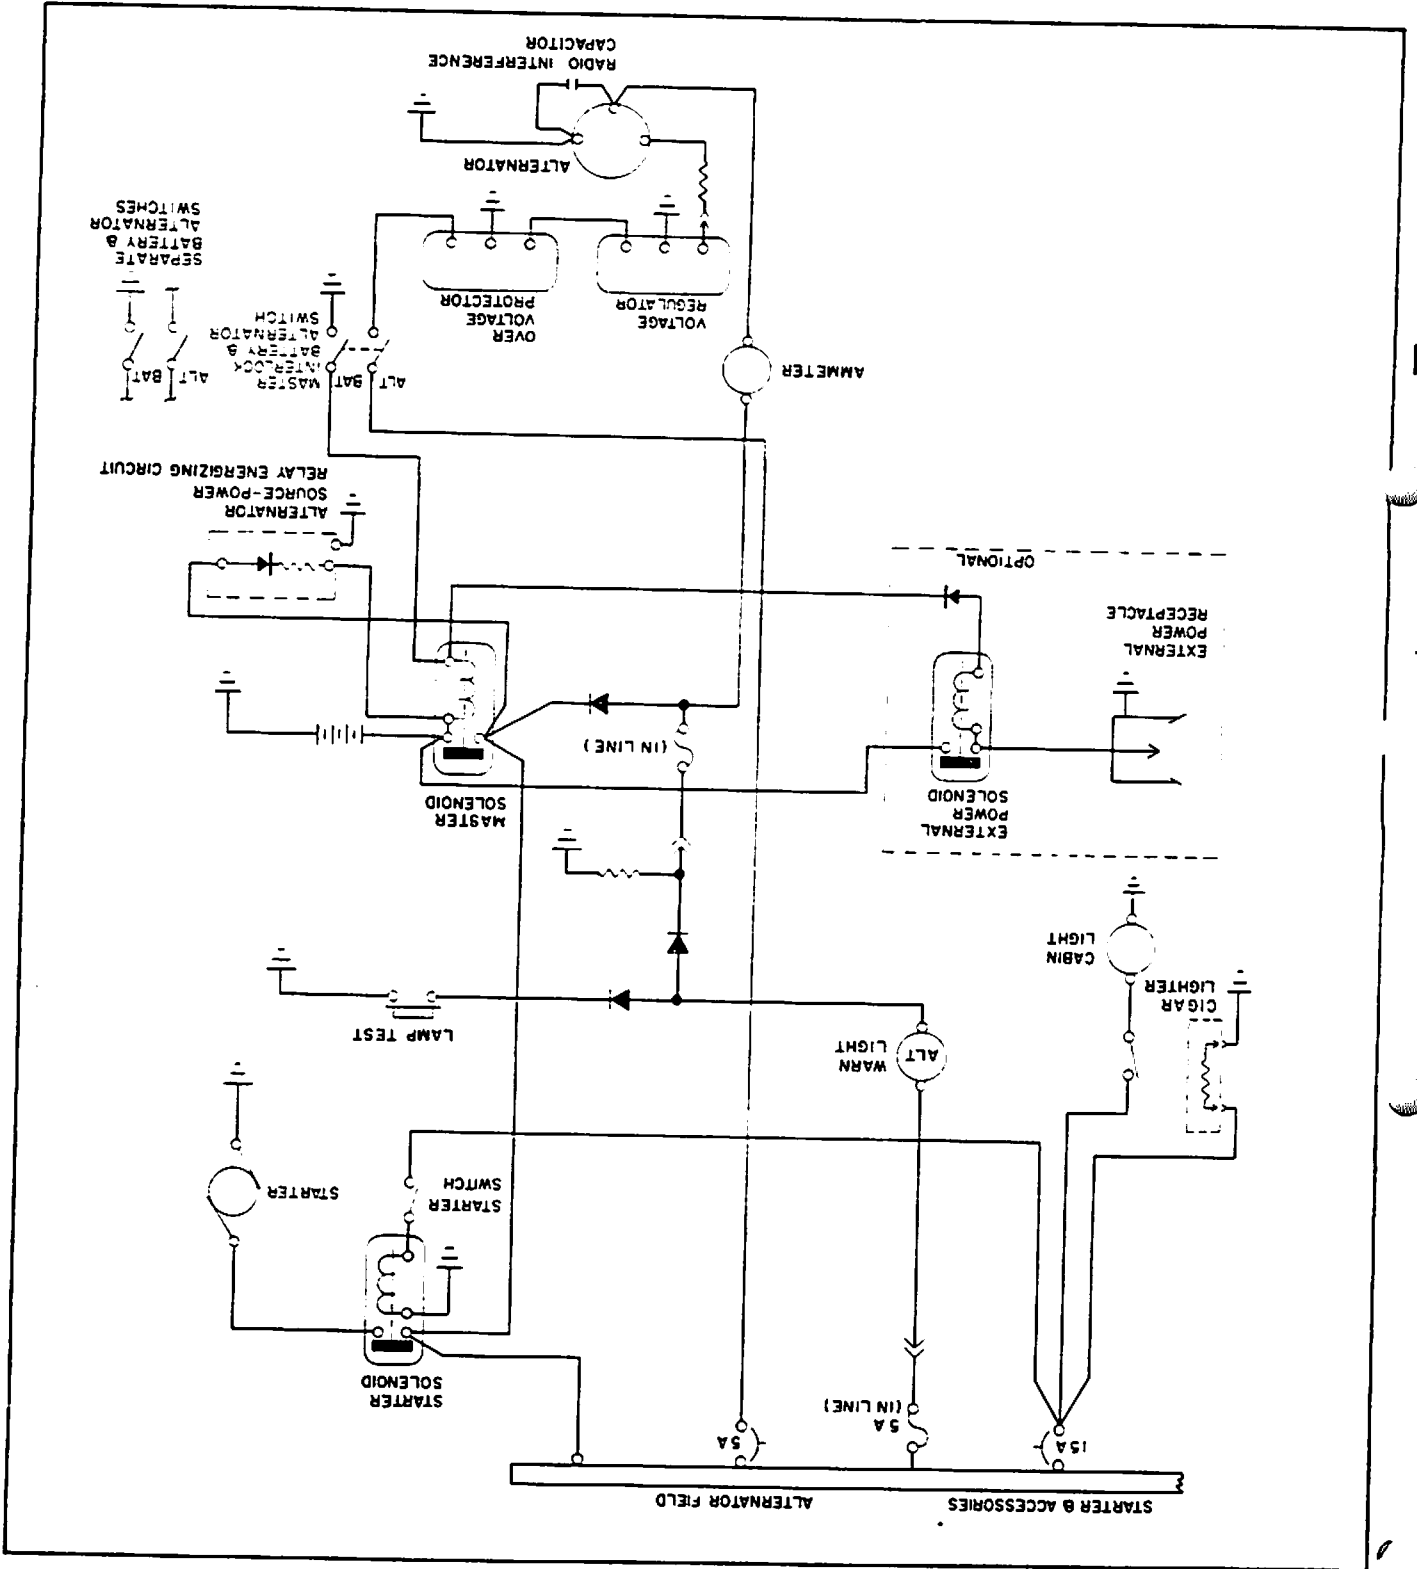 STARTER & ACCESSORIES
ALTERNATOR FIELD
15A
5A
(IN LINE)
5A
STARTER
SOLENOID
STARTER
SWITCH
STARTER
CIGAR
LIGHTER
CABIN
LIGHT
ALT
WARN
LIGHT
LAMP TEST
EXTERNAL
POWER
SOLENOID
MASTER
SOLENOID
(IN LINE)
EXTERNAL
POWER
RECEPTACLE
OPTIONAL
ALTERNATOR
SOURCE-POWER
RELAY ENERGIZING CIRCUIT
AMMETER
ALT
BAT
MASTER
INTERLOCK
BATTERY &
ALTERNATOR
SWITCH
ALT
BAT
SEPARATE
BATTERY &
ALTERNATOR
SWITCHES
VOLTAGE
REGULATOR
OVER
VOLTAGE
PROTECTOR
ALTERNATOR
RADIO INTERFERENCE
CAPACITOR